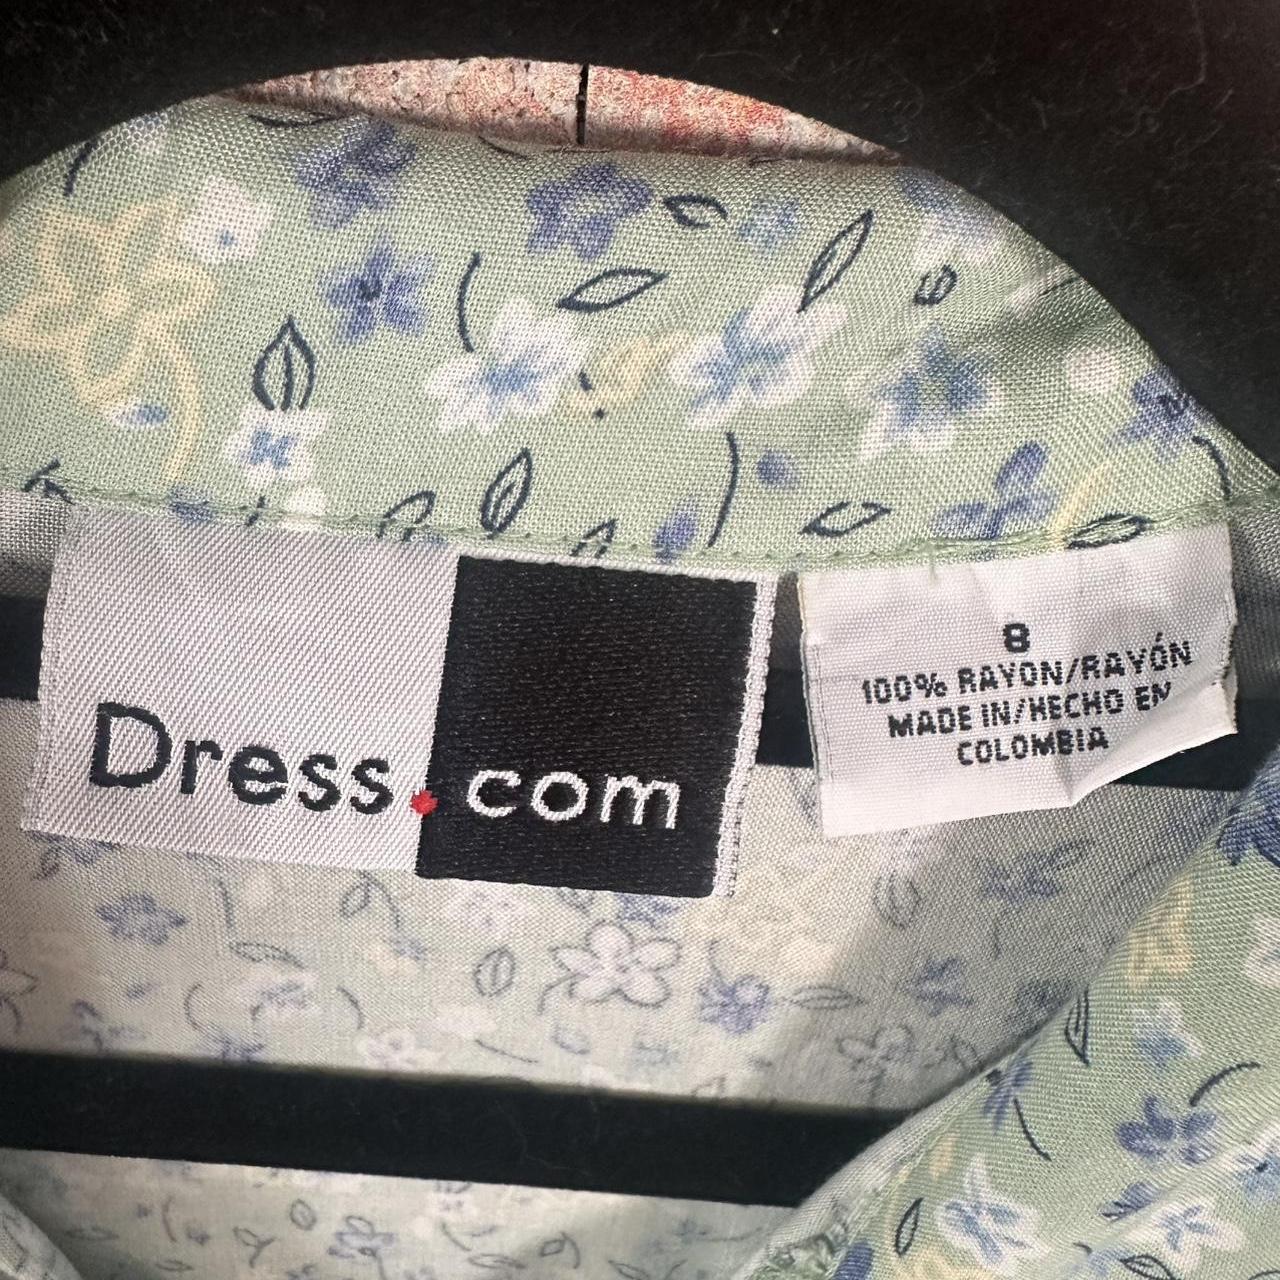 Dress.com
8
100% RAYON/RAYÓN
MADE IN/HECHO EN
COLOMBIA